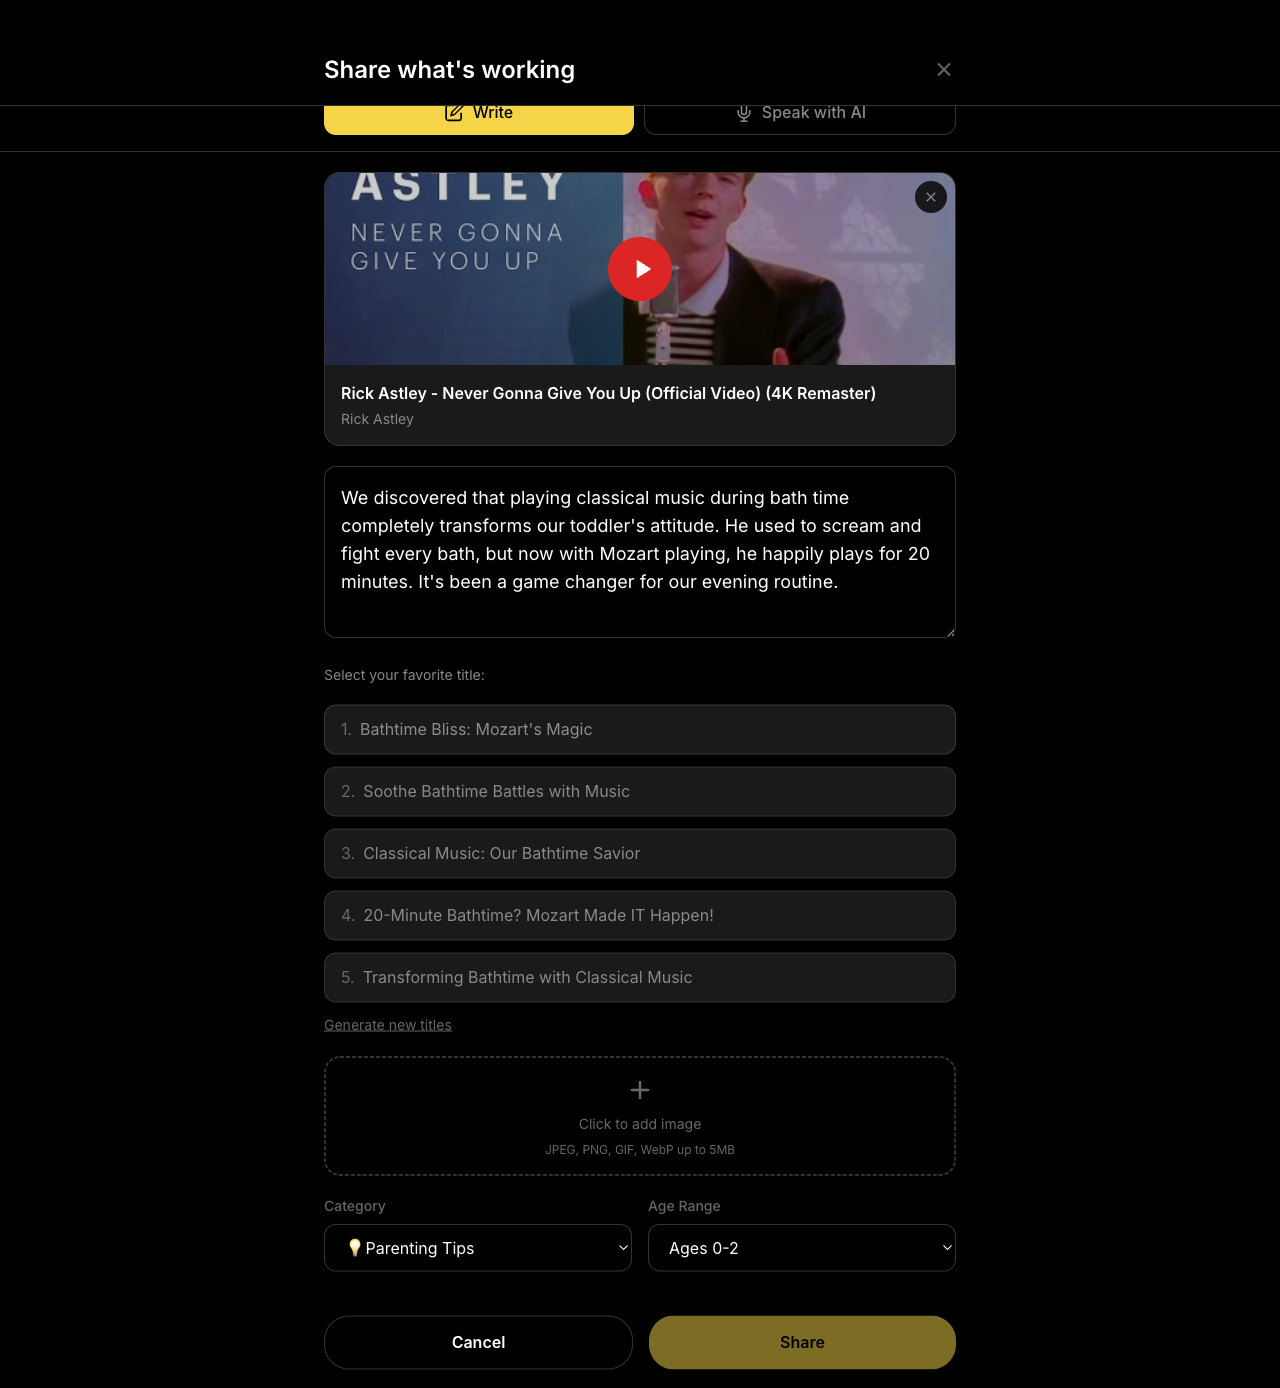 Share what's working
Write
Speak with AI
ASTLEY
NEVER GONNA
GIVE YOU UP
Rick Astley - Never Gonna Give You Up (Official Video) (4K Remaster)
Rick Astley
We discovered that playing classical music during bath time
completely transforms our toddler's attitude. He used to scream and
fight every bath, but now with Mozart playing, he happily plays for 20
minutes. It's been a game changer for our evening routine.
Select your favorite title:
1. Bathtime Bliss: Mozart's Magic
2. Soothe Bathtime Battles with Music
3. Classical Music: Our Bathtime Savior
4. 20-Minute Bathtime? Mozart Made IT Happen!
5. Transforming Bathtime with Classical Music
Generate new titles
Click to add image
JPEG, PNG, GIF, WebP up to 5MB
Category
Age Range
Parenting Tips
Ages 0-2
Cancel
Share